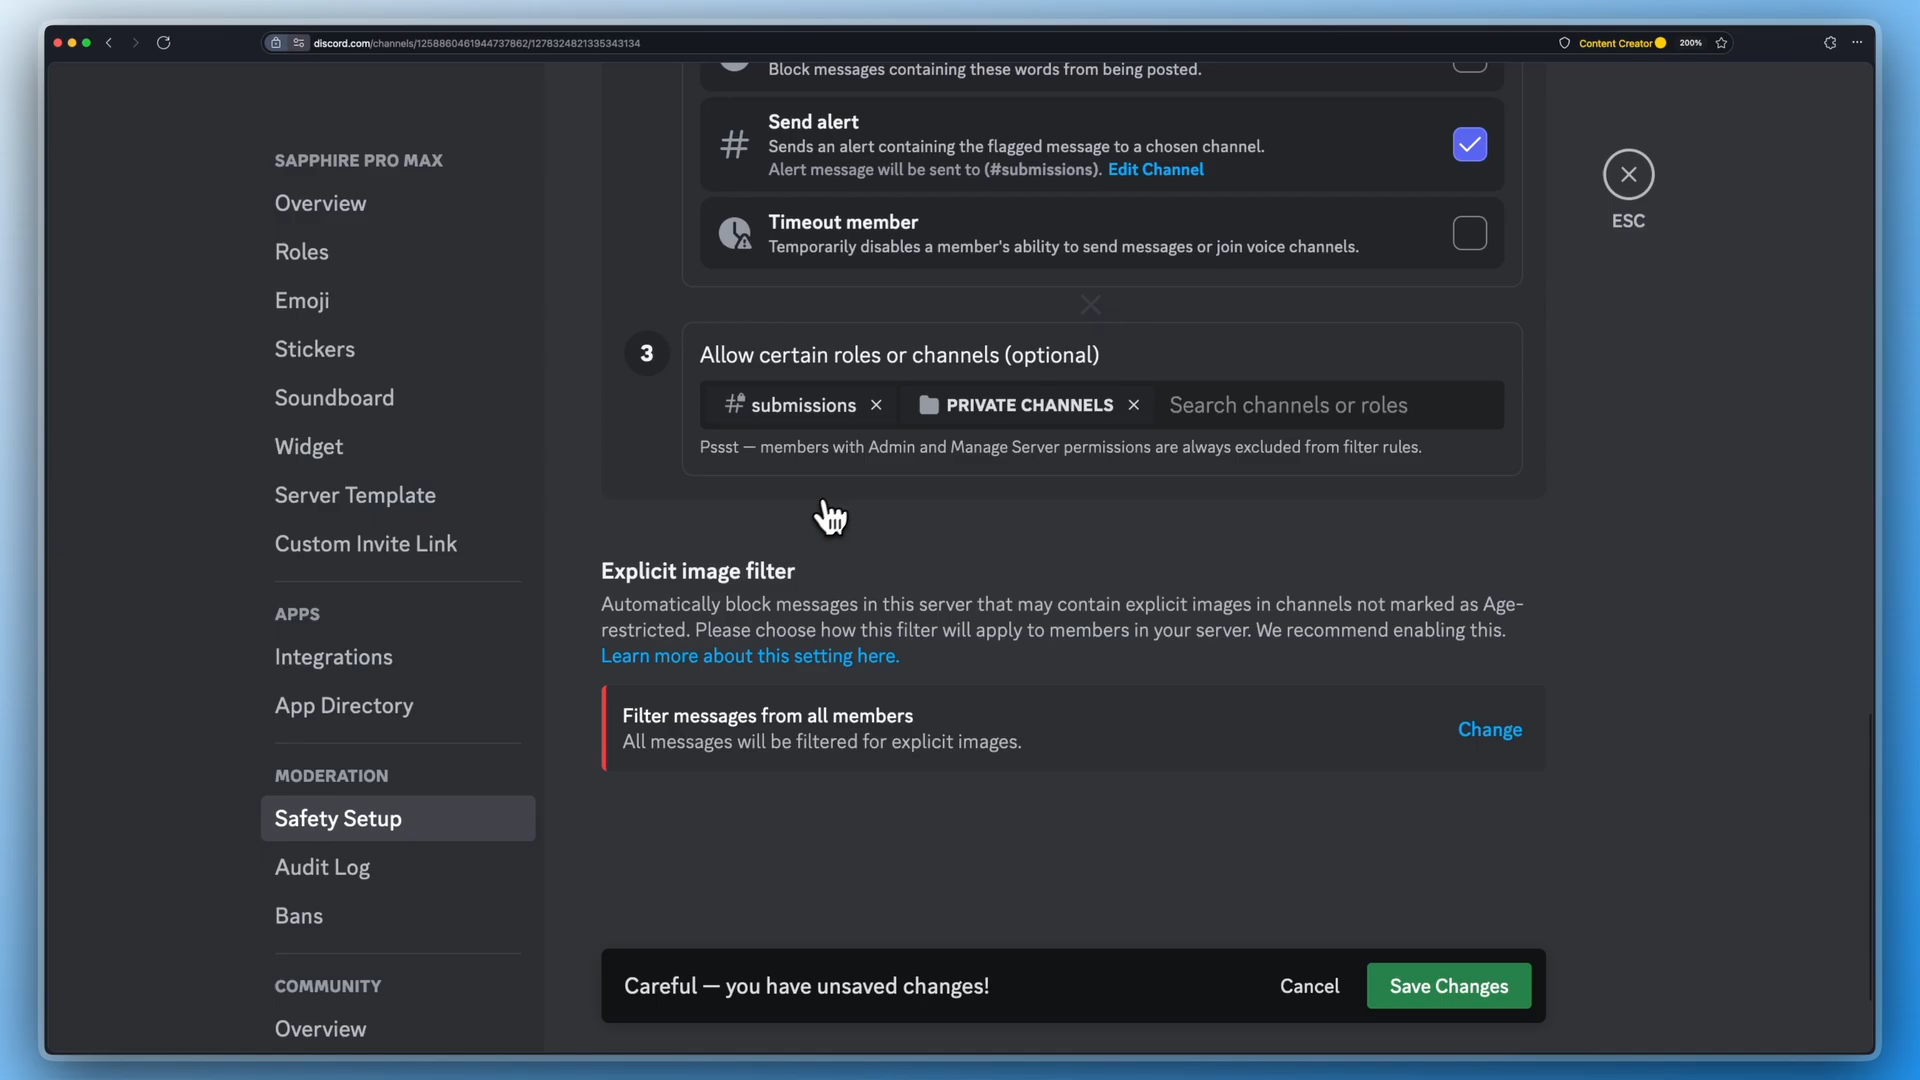 discord.com/channels/1258860461944737862/1278324821335343134
Content Creator
200%
SAPPHIRE PRO MAX
Overview
Roles
Emoji
Stickers
Soundboard
Widget
Server Template
Custom Invite Link
APPS
Integrations
App Directory
MODERATION
Safety Setup
Audit Log
Bans
COMMUNITY
Overview
Block messages containing these words from being posted.
Send alert
Sends an alert containing the flagged message to a chosen channel.
Alert message will be sent to (#submissions). Edit Channel
Timeout member
Temporarily disables a member's ability to send messages or join voice channels.
3
Allow certain roles or channels (optional)
submissions PRIVATE CHANNELS Search channels or roles
Pssst — members with Admin and Manage Server permissions are always excluded from filter rules.
Explicit image filter
Automatically block messages in this server that may contain explicit images in channels not marked as Age-
restricted. Please choose how this filter will apply to members in your server. We recommend enabling this.
Learn more about this setting here.
Filter messages from all members
All messages will be filtered for explicit images.
Change
Careful — you have unsaved changes!
Cancel
Save Changes
ESC